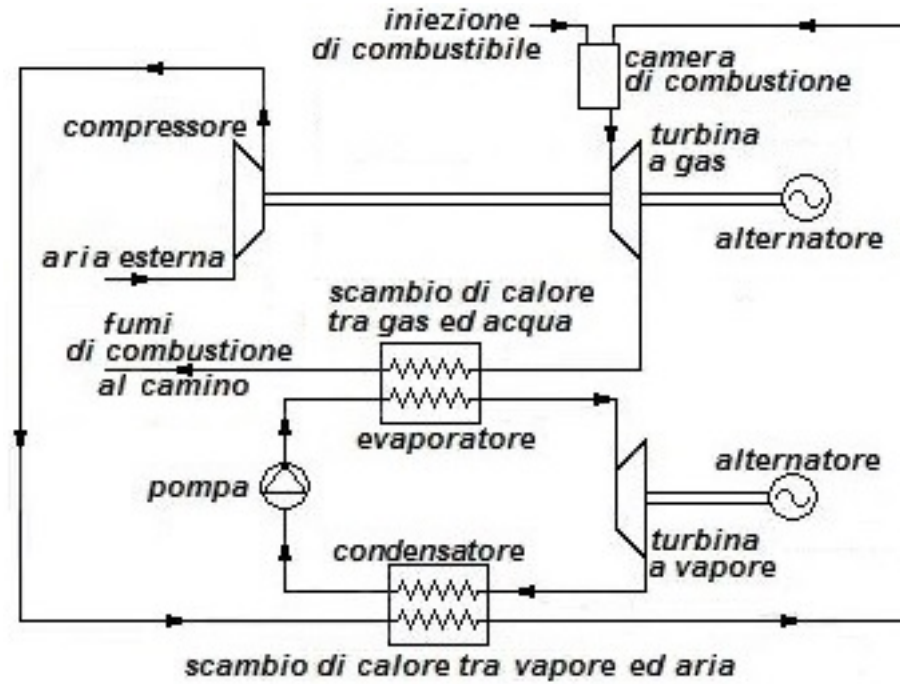 iniezione
di combustibile
camera
di combustione
compressore
turbina
a gas
alternatore
aria esterna
scambio di calore
tra gas ed acqua
fumi
di combustione
al camino
evaporatore
alternatore
pompa
condensatore
turbina
a vapore
scambio di calore tra vapore ed aria